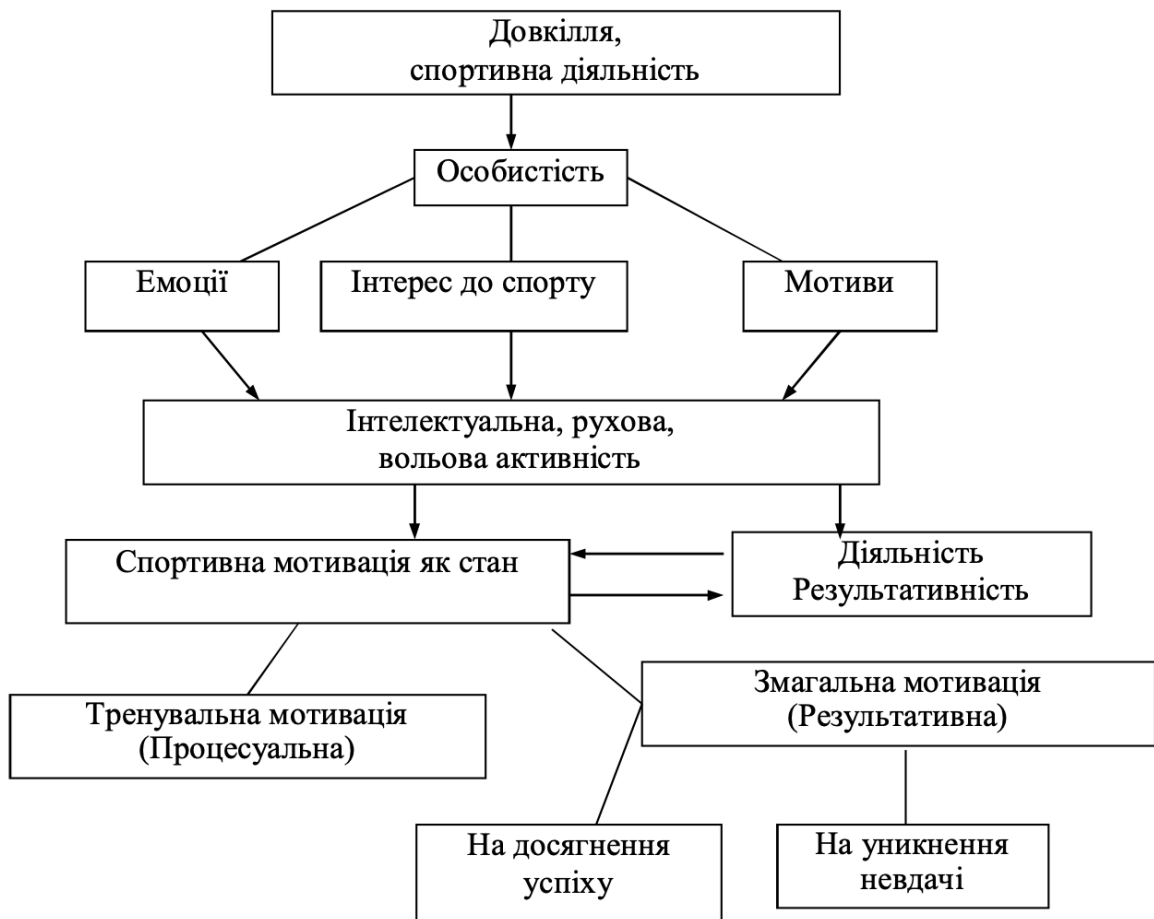 Довкілля,
спортивна діяльність
Особистість
Емоції
Інтерес до спорту
Мотиви
Інтелектуальна, рухова,
вольова активність
Спортивна мотивація як стан
Діяльність
Результативність
Тренувальна мотивація
(Процесуальна)
Змагальна мотивація
(Результативна)
На досягнення
успіху
На уникнення
невдачі